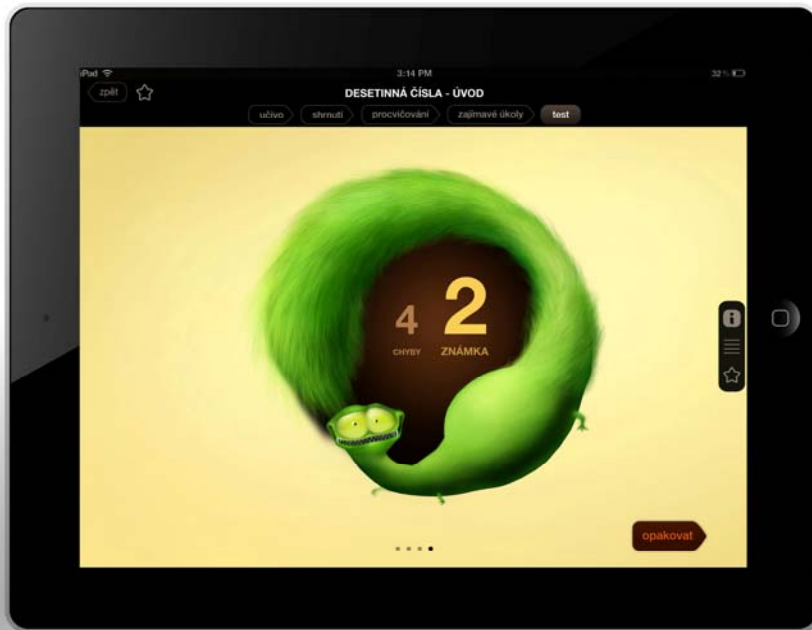 iPad 3:14 PM 32%
zpět
DESETINNÁ ČÍSLA - ÚVOD
učivo shrnutí procvičování zajímavé úkoly test
4 2
CHYBY ZNÁMKA
opakovat